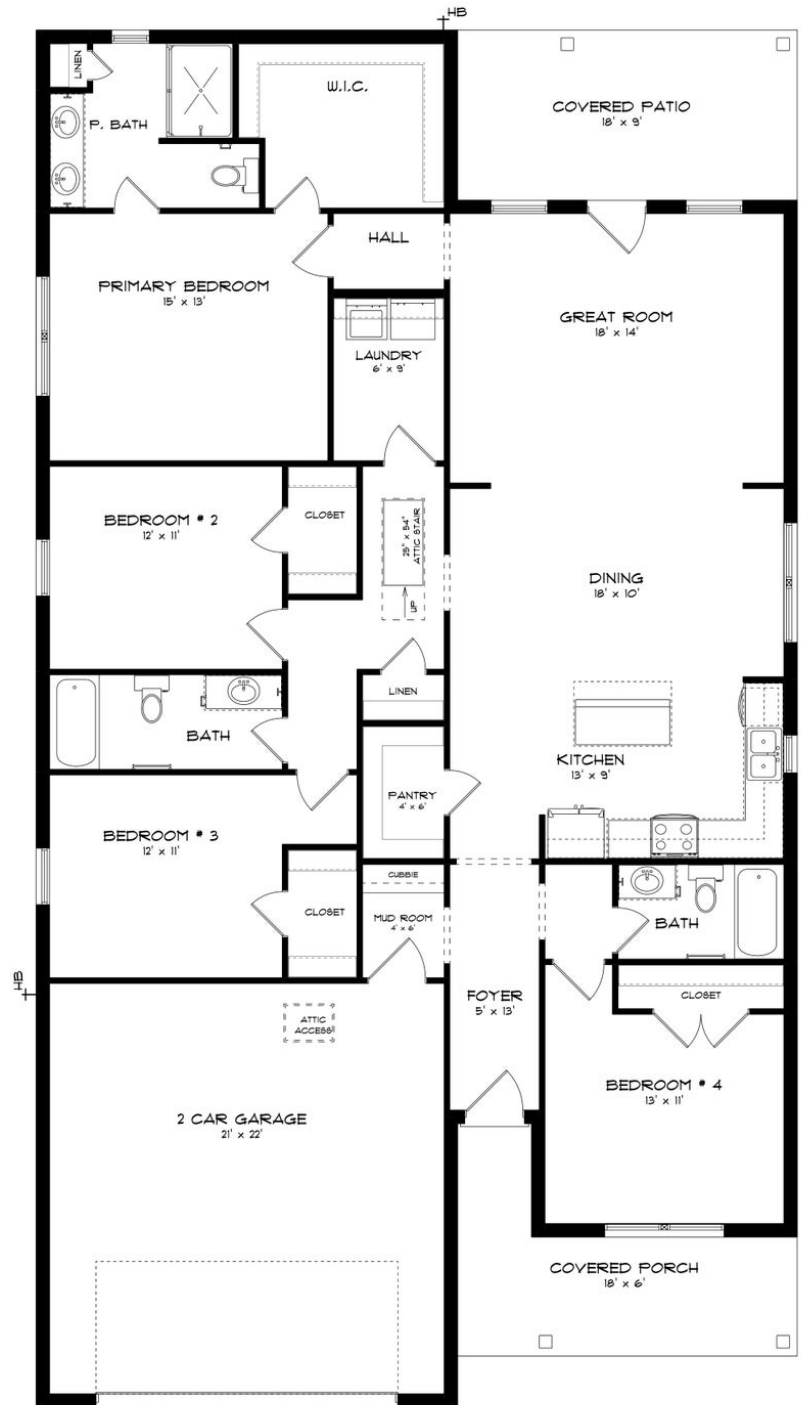 HB
LINEN
W.I.C.
P. BATH
COVERED PATIO
18' x 9'
HALL
PRIMARY BEDROOM
15' x 13'
GREAT ROOM
18' x 14'
LAUNDRY
6' x 9'
BEDROOM # 2
12' x 11'
CLOSET
25" x 54"
ATTIC STAIR
UP
DINING
18' x 10'
LINEN
BATH
KITCHEN
13' x 9'
PANTRY
4' x 6'
BEDROOM # 3
12' x 11'
CLOSET
CUBBIE
MUD ROOM
4' x 6'
BATH
HB
FOYER
5' x 13'
CLOSET
ATTIC
ACCESS
BEDROOM # 4
13' x 11'
2 CAR GARAGE
21' x 22'
COVERED PORCH
18' x 6'